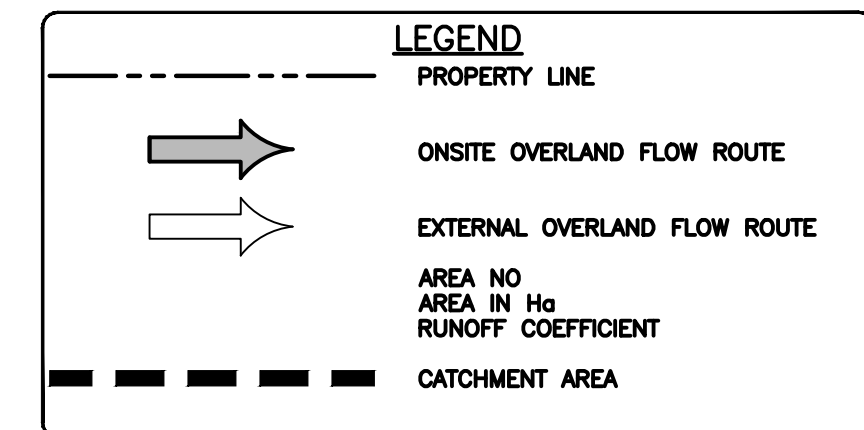 LEGEND
PROPERTY LINE
ONSITE OVERLAND FLOW ROUTE
EXTERNAL OVERLAND FLOW ROUTE
AREA NO
AREA IN Ha
RUNOFF COEFFICIENT
CATCHMENT AREA